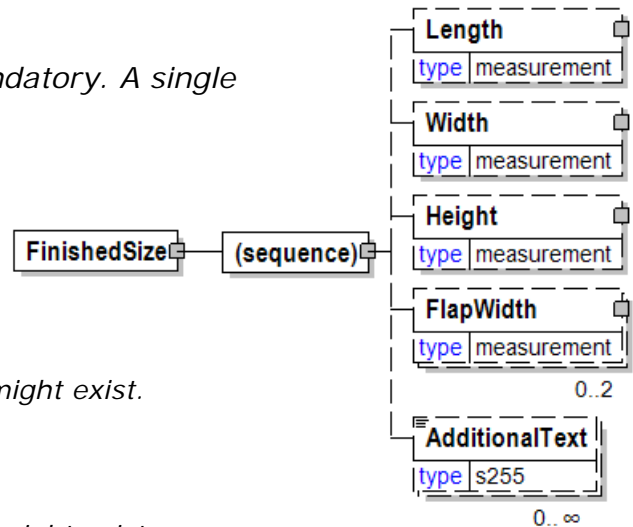 Length
type measurement
ndatory. A single
Width
type measurement
Height
type measurement
FinishedSize
(sequence)
FlapWidth
type measurement
0..2
might exist.
AdditionalText
type s255
0..∞